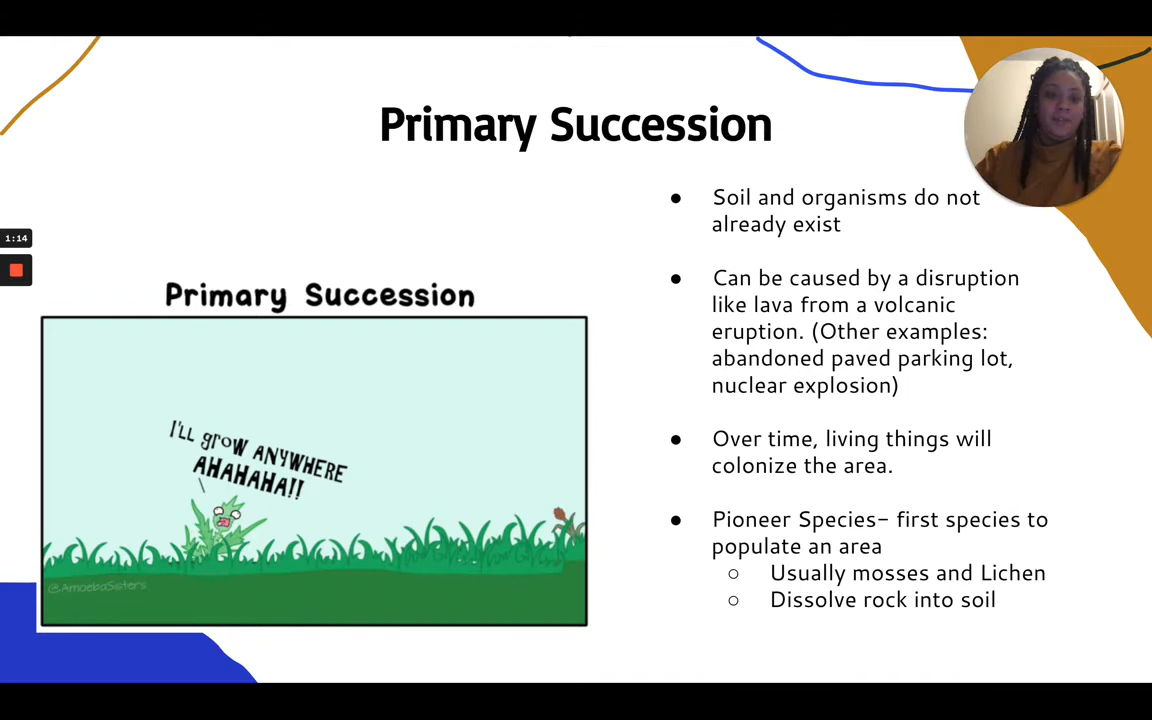 Primary Succession
1:14
Primary Succession
I'LL grow ANYWHERE
AHAHAHA!!
@AmoebaSisters
● Soil and organisms do not
already exist
● Can be caused by a disruption
like lava from a volcanic
eruption. (Other examples:
abandoned paved parking lot,
nuclear explosion)
● Over time, living things will
colonize the area.
● Pioneer Species- first species to
populate an area
○ Usually mosses and Lichen
○ Dissolve rock into soil